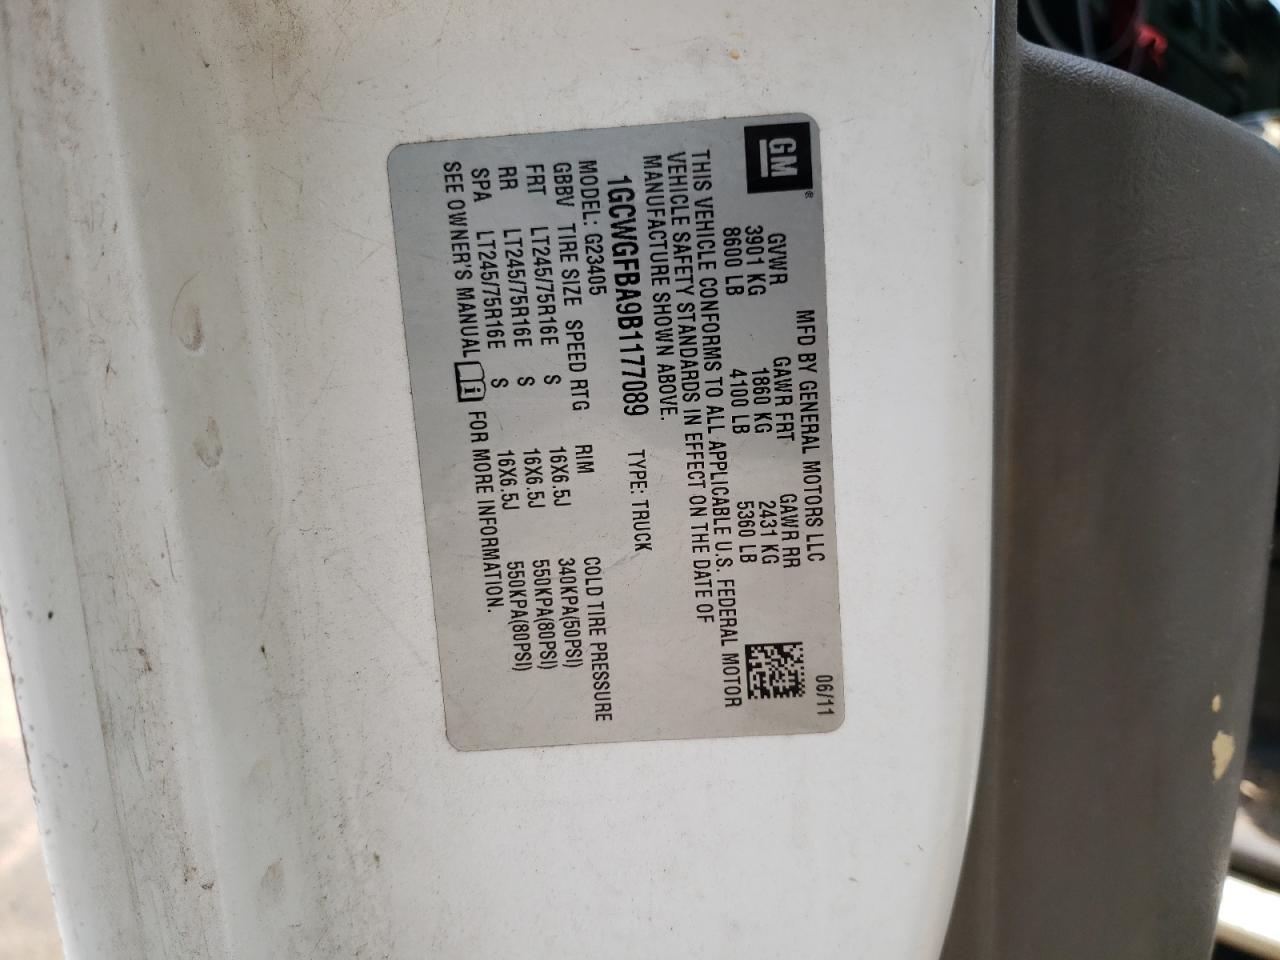 GM®
MFD BY GENERAL MOTORS LLC 06/11
GVWR GAWR FRT GAWR RR
3901 KG 1860 KG 2431 KG
8600 LB 4100 LB 5360 LB
THIS VEHICLE CONFORMS TO ALL APPLICABLE U.S. FEDERAL MOTOR
VEHICLE SAFETY STANDARDS IN EFFECT ON THE DATE OF
MANUFACTURE SHOWN ABOVE.
1GCWGFBA9B1177089 TYPE: TRUCK
MODEL: G23405
GBBV TIRE SIZE SPEED RTG RIM COLD TIRE PRESSURE
FRT LT245/75R16E S 16X6.5J 340KPA(50PSI)
RR LT245/75R16E S 16X6.5J 550KPA(80PSI)
SPA LT245/75R16E S 16X6.5J 550KPA(80PSI)
SEE OWNER'S MANUAL i FOR MORE INFORMATION.